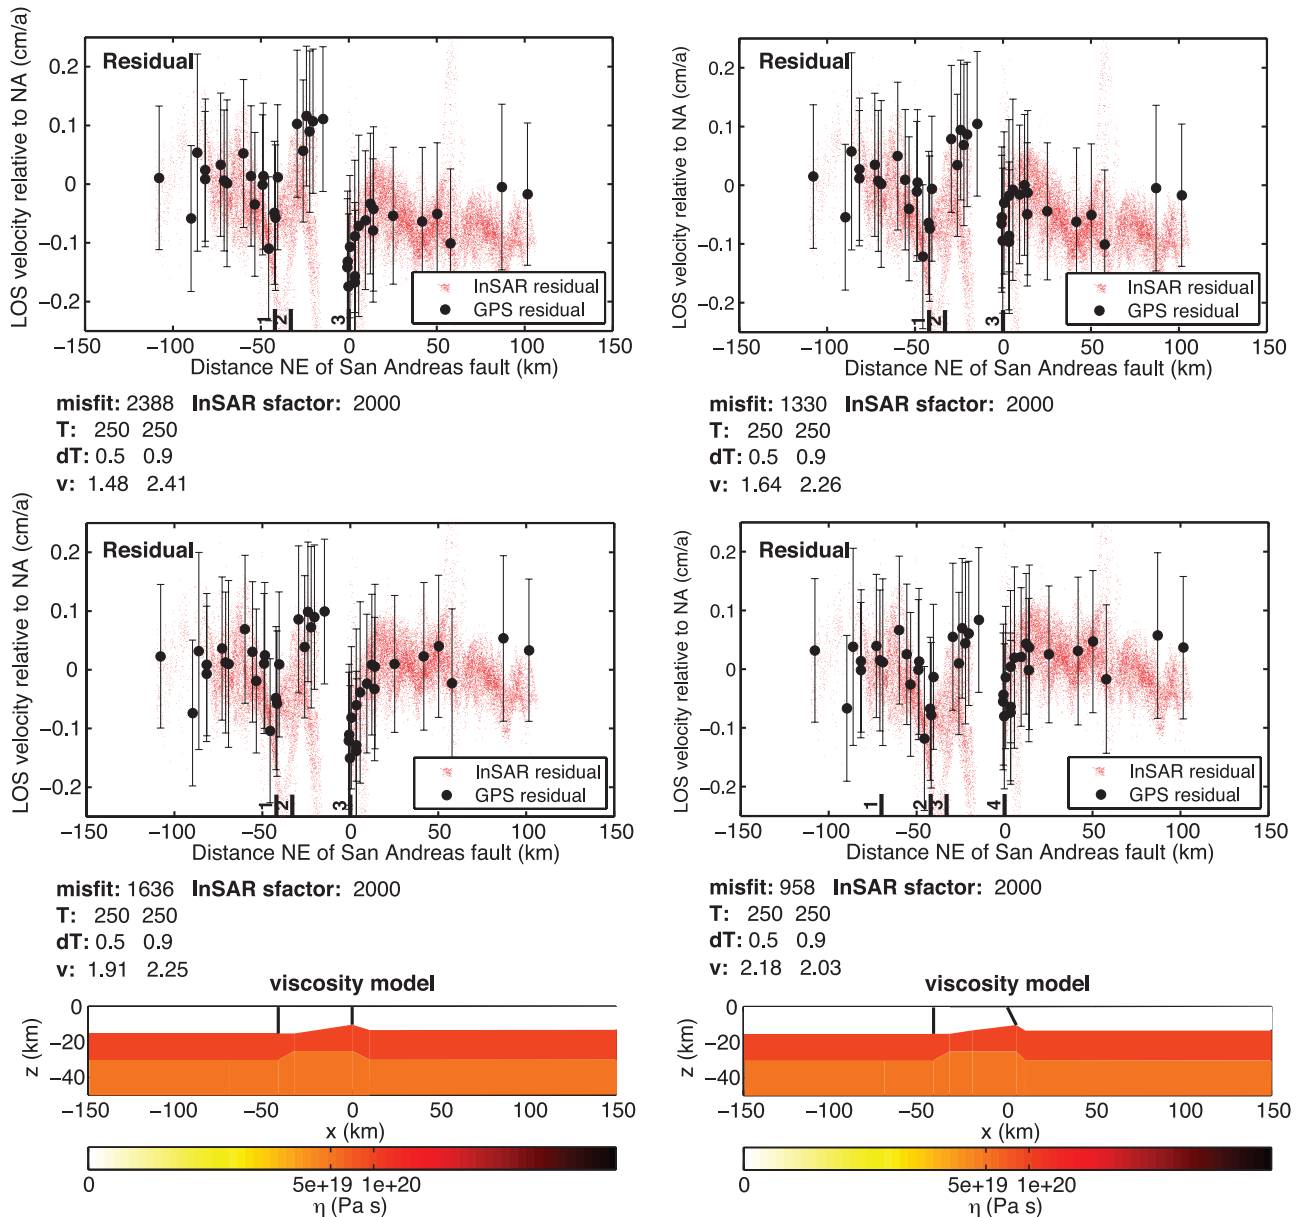 Residual
LOS velocity relative to NA (cm/a)
0.2
0.1
0
−0.1
−0.2
1
2
3
InSAR residual
GPS residual
−150 −100 −50 0 50 100 150
Distance NE of San Andreas fault (km)
misfit: 2388 InSAR sfactor: 2000
T: 250 250
dT: 0.5 0.9
v: 1.48 2.41
Residual
LOS velocity relative to NA (cm/a)
0.2
0.1
0
−0.1
−0.2
1
2
3
InSAR residual
GPS residual
−150 −100 −50 0 50 100 150
Distance NE of San Andreas fault (km)
misfit: 1330 InSAR sfactor: 2000
T: 250 250
dT: 0.5 0.9
v: 1.64 2.26
Residual
LOS velocity relative to NA (cm/a)
0.2
0.1
0
−0.1
−0.2
1
2
3
InSAR residual
GPS residual
−150 −100 −50 0 50 100 150
Distance NE of San Andreas fault (km)
misfit: 1636 InSAR sfactor: 2000
T: 250 250
dT: 0.5 0.9
v: 1.91 2.25
Residual
LOS velocity relative to NA (cm/a)
0.2
0.1
0
−0.1
−0.2
1
2
3
4
InSAR residual
GPS residual
−150 −100 −50 0 50 100 150
Distance NE of San Andreas fault (km)
misfit: 958 InSAR sfactor: 2000
T: 250 250
dT: 0.5 0.9
v: 2.18 2.03
viscosity model
z (km)
0
−20
−40
−150 −100 −50 0 50 100 150
x (km)
0 5e+19 1e+20
η (Pa s)
viscosity model
z (km)
0
−20
−40
−150 −100 −50 0 50 100 150
x (km)
0 5e+19 1e+20
η (Pa s)